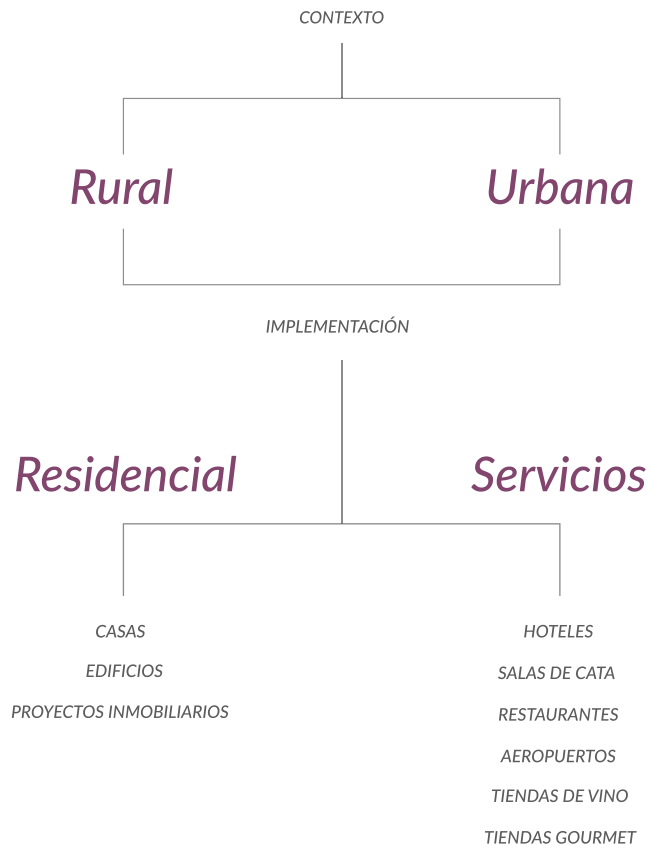 CONTEXTO
Rural
Urbana
IMPLEMENTACIÓN
Residencial
Servicios
CASAS
EDIFICIOS
PROYECTOS INMOBILIARIOS
HOTELES
SALAS DE CATA
RESTAURANTES
AEROPUERTOS
TIENDAS DE VINO
TIENDAS GOURMET